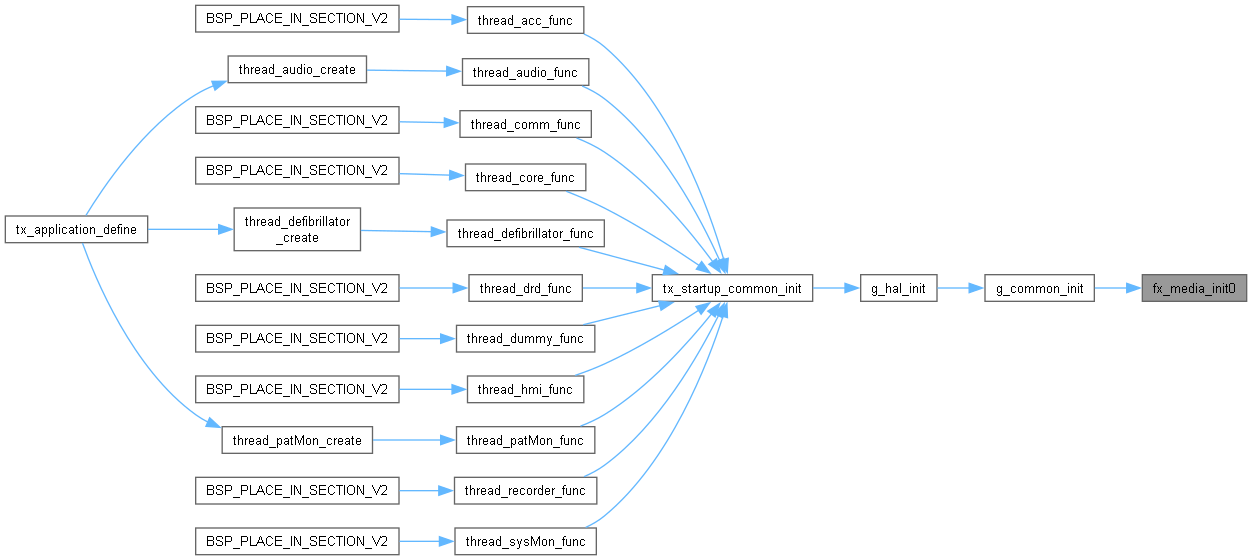 BSP_PLACE_IN_SECTION_V2
thread_acc_func
thread_audio_create
thread_audio_func
BSP_PLACE_IN_SECTION_V2
thread_comm_func
BSP_PLACE_IN_SECTION_V2
thread_core_func
tx_application_define
thread_defibrillator
_create
thread_defibrillator_func
BSP_PLACE_IN_SECTION_V2
thread_drd_func
tx_startup_common_init
g_hal_init
g_common_init
fx_media_init0
BSP_PLACE_IN_SECTION_V2
thread_dummy_func
BSP_PLACE_IN_SECTION_V2
thread_hmi_func
thread_patMon_create
thread_patMon_func
BSP_PLACE_IN_SECTION_V2
thread_recorder_func
BSP_PLACE_IN_SECTION_V2
thread_sysMon_func